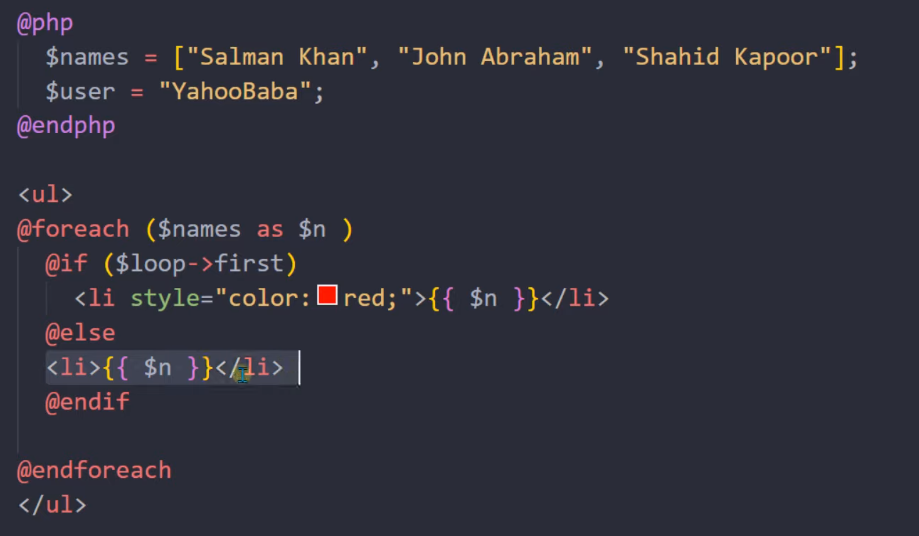 @php
$names = ["Salman Khan", "John Abraham", "Shahid Kapoor"];
$user = "YahooBaba";
@endphp
<ul>
@foreach ($names as $n )
@if ($loop->first)
<li style="color:red;">{{ $n }}</li>
@else
<li>{{ $n }}</li>
@endif
@endforeach
</ul>